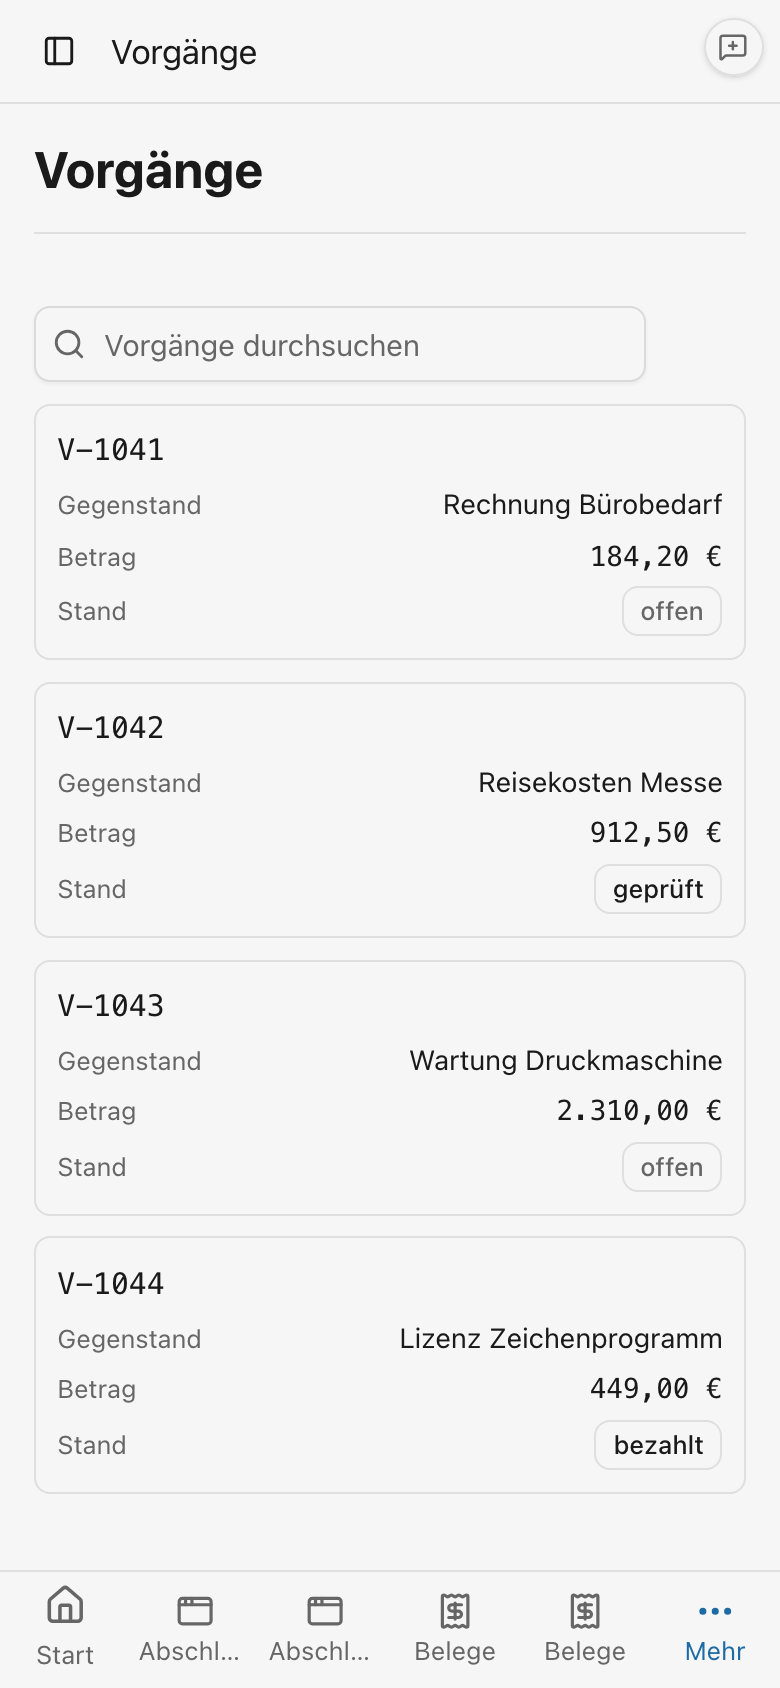 Vorgänge
Vorgänge
Vorgänge durchsuchen
V-1041
Gegenstand Rechnung Bürobedarf
Betrag 184,20 €
Stand offen
V-1042
Gegenstand Reisekosten Messe
Betrag 912,50 €
Stand geprüft
V-1043
Gegenstand Wartung Druckmaschine
Betrag 2.310,00 €
Stand offen
V-1044
Gegenstand Lizenz Zeichenprogramm
Betrag 449,00 €
Stand bezahlt
Start Abschl... Abschl... Belege Belege Mehr